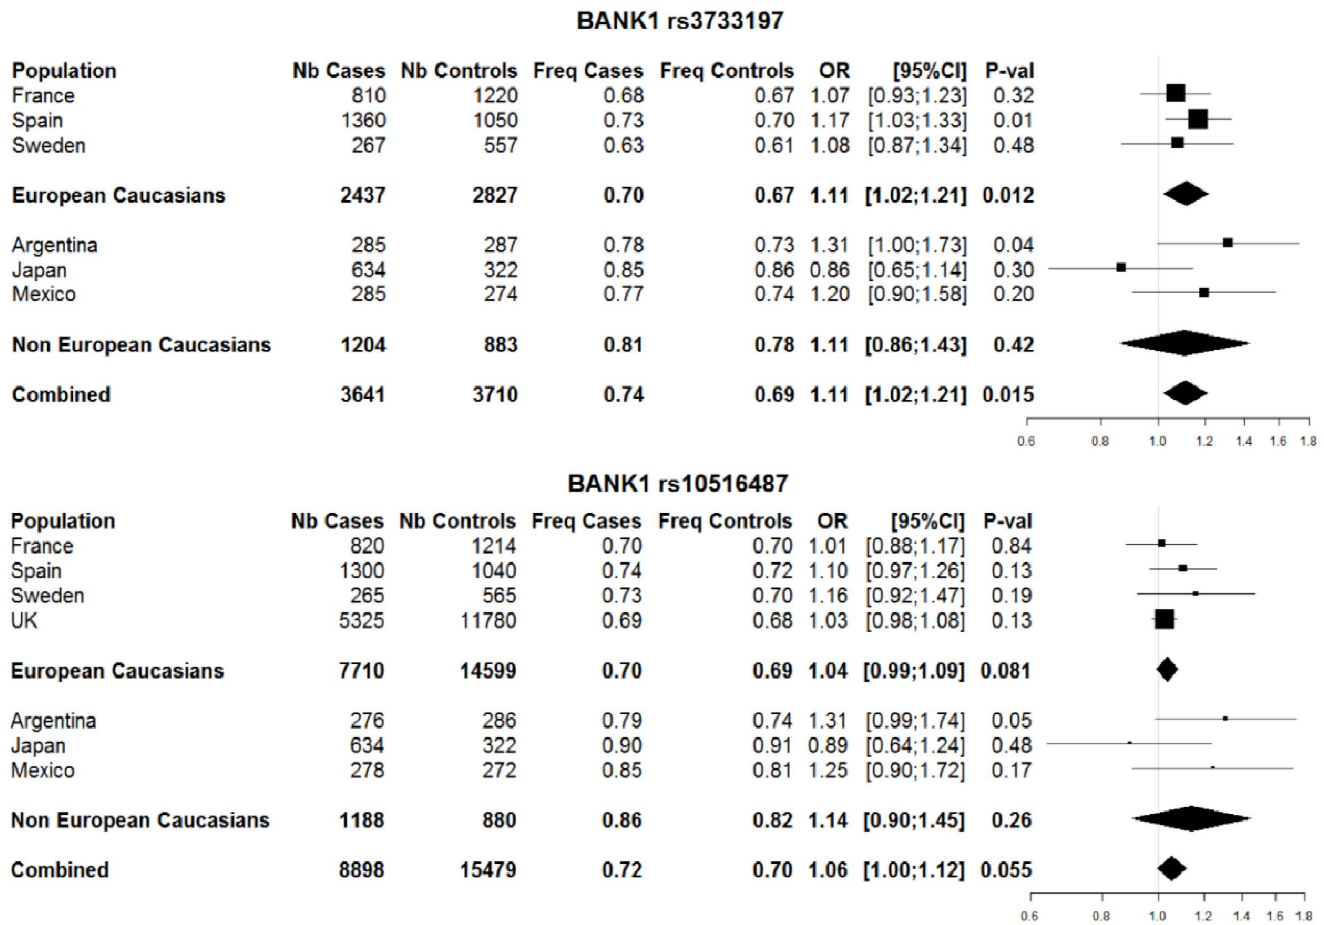 BANK1 rs3733197
Population Nb Cases Nb Controls Freq Cases Freq Controls OR [95%CI] P-val
France 810 1220 0.68 0.67 1.07 [0.93;1.23] 0.32
Spain 1360 1050 0.73 0.70 1.17 [1.03;1.33] 0.01
Sweden 267 557 0.63 0.61 1.08 [0.87;1.34] 0.48
European Caucasians 2437 2827 0.70 0.67 1.11 [1.02;1.21] 0.012
Argentina 285 287 0.78 0.73 1.31 [1.00;1.73] 0.04
Japan 634 322 0.85 0.86 0.86 [0.65;1.14] 0.30
Mexico 285 274 0.77 0.74 1.20 [0.90;1.58] 0.20
Non European Caucasians 1204 883 0.81 0.78 1.11 [0.86;1.43] 0.42
Combined 3641 3710 0.74 0.69 1.11 [1.02;1.21] 0.015
0.6 0.8 1.0 1.2 1.4 1.6 1.8
BANK1 rs10516487
Population Nb Cases Nb Controls Freq Cases Freq Controls OR [95%CI] P-val
France 820 1214 0.70 0.70 1.01 [0.88;1.17] 0.84
Spain 1300 1040 0.74 0.72 1.10 [0.97;1.26] 0.13
Sweden 265 565 0.73 0.70 1.16 [0.92;1.47] 0.19
UK 5325 11780 0.69 0.68 1.03 [0.98;1.08] 0.13
European Caucasians 7710 14599 0.70 0.69 1.04 [0.99;1.09] 0.081
Argentina 276 286 0.79 0.74 1.31 [0.99;1.74] 0.05
Japan 634 322 0.90 0.91 0.89 [0.64;1.24] 0.48
Mexico 278 272 0.85 0.81 1.25 [0.90;1.72] 0.17
Non European Caucasians 1188 880 0.86 0.82 1.14 [0.90;1.45] 0.26
Combined 8898 15479 0.72 0.70 1.06 [1.00;1.12] 0.055
0.6 0.8 1.0 1.2 1.4 1.6 1.8